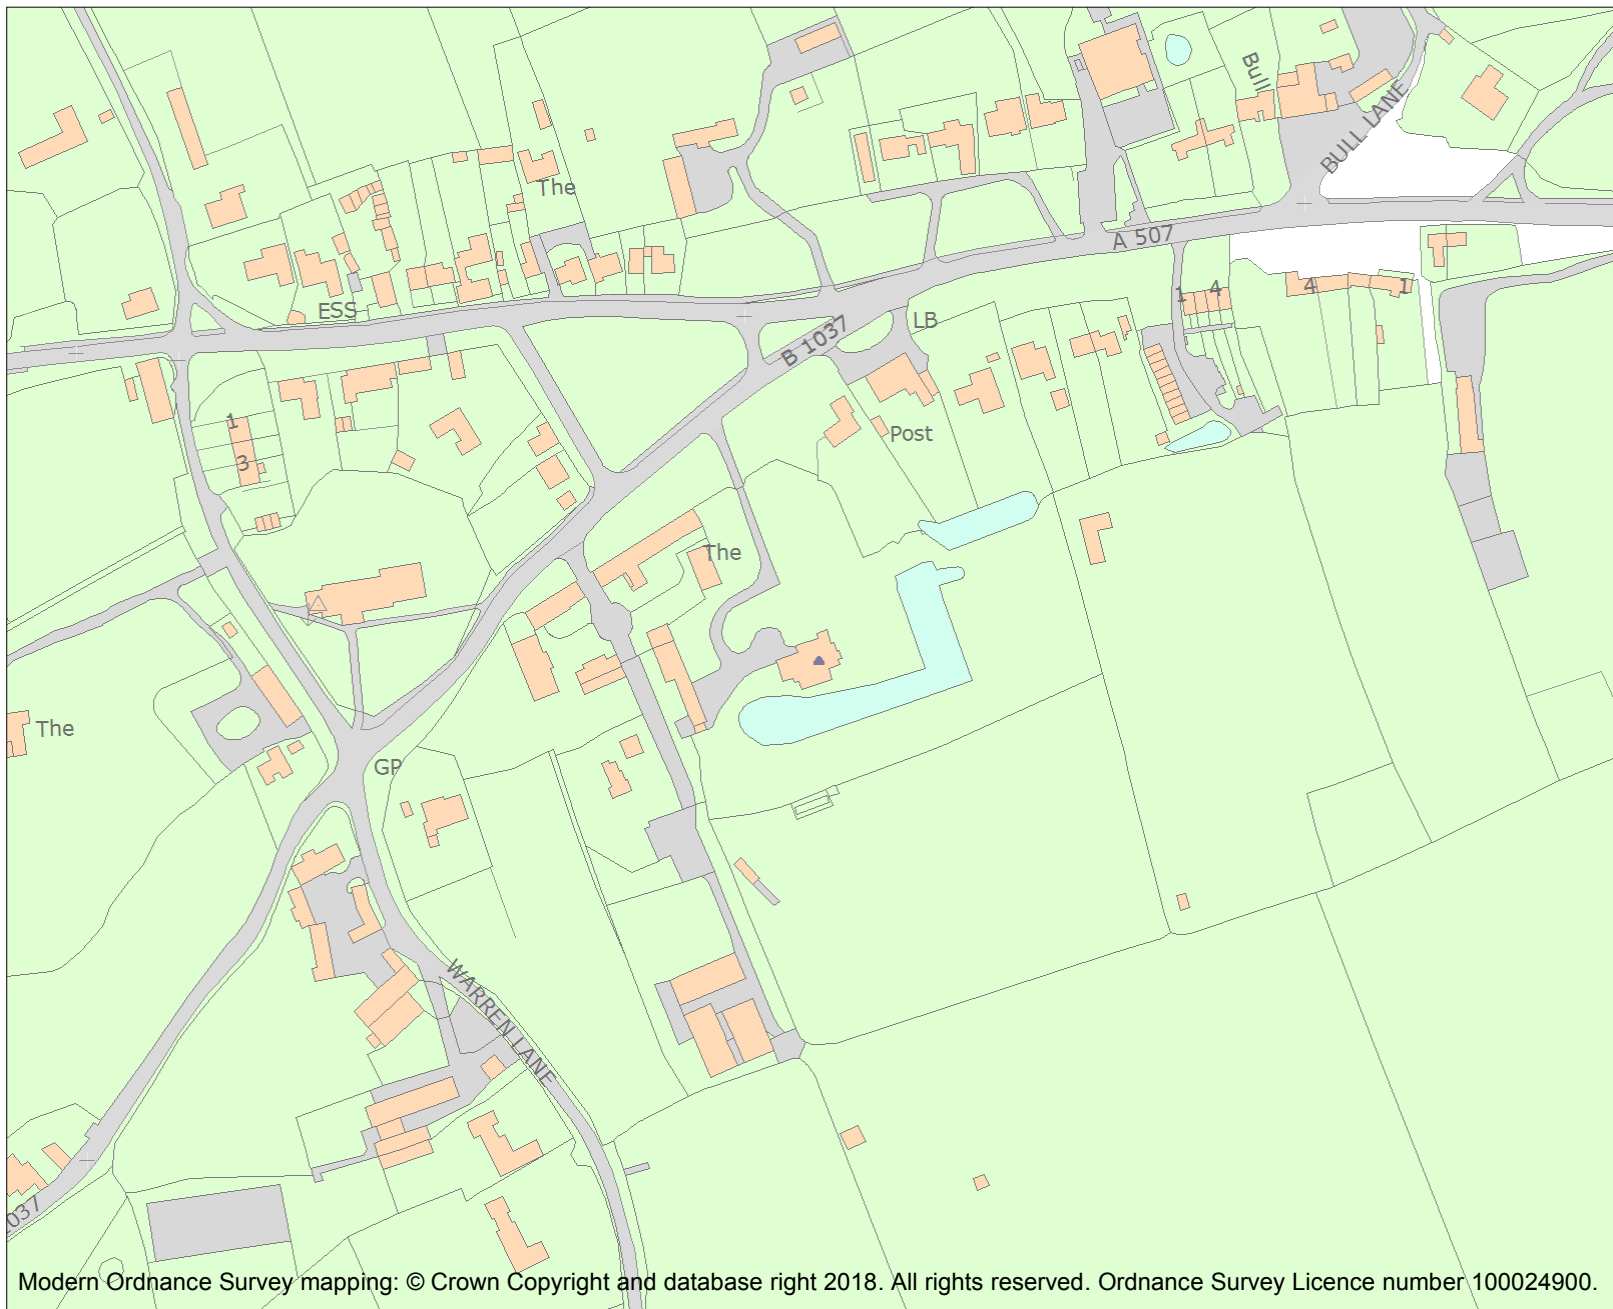 Bull
BULL LANE
The
A 507
ESS
1
4
4
1
LB
B 1037
1
Post
3
The
The
GP
WARREN LANE
1037
Modern Ordnance Survey mapping: © Crown Copyright and database right 2018. All rights reserved. Ordnance Survey Licence number 100024900.